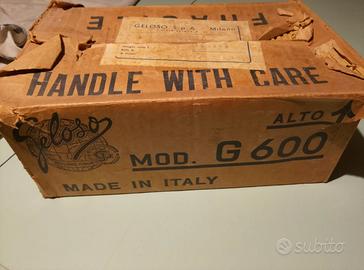 FRAGILE
GELOSO S.p.A. - Milano
HANDLE WITH CARE
ALTO
Geloso
MOD. G 600
MADE IN ITALY
subito